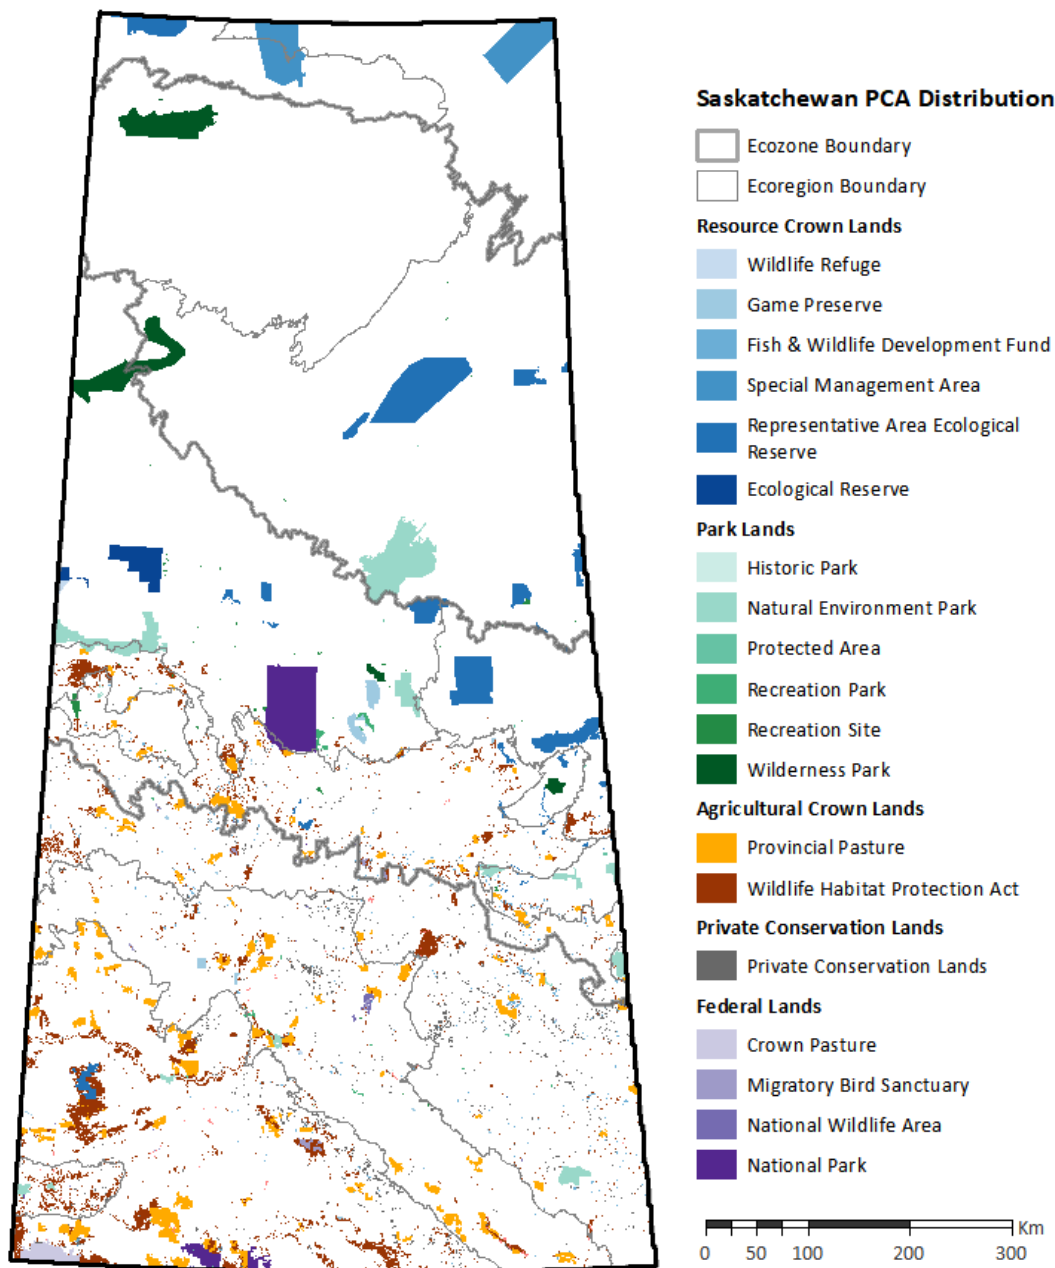 Saskatchewan PCA Distribution
Ecozone Boundary
Ecoregion Boundary
Resource Crown Lands
Wildlife Refuge
Game Preserve
Fish & Wildlife Development Fund
Special Management Area
Representative Area Ecological
Reserve
Ecological Reserve
Park Lands
Historic Park
Natural Environment Park
Protected Area
Recreation Park
Recreation Site
Wilderness Park
Agricultural Crown Lands
Provincial Pasture
Wildlife Habitat Protection Act
Private Conservation Lands
Private Conservation Lands
Federal Lands
Crown Pasture
Migratory Bird Sanctuary
National Wildlife Area
National Park
Km
0 50 100 200 300